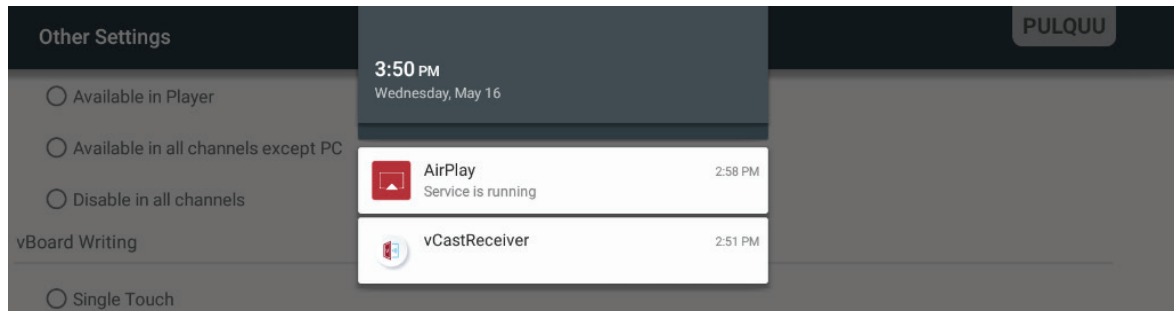 Other Settings
PULQUU
3:50 PM
Wednesday, May 16
Available in Player
Available in all channels except PC
Disable in all channels
vBoard Writing
Single Touch
AirPlay
2:58 PM
Service is running
vCastReceiver
2:51 PM